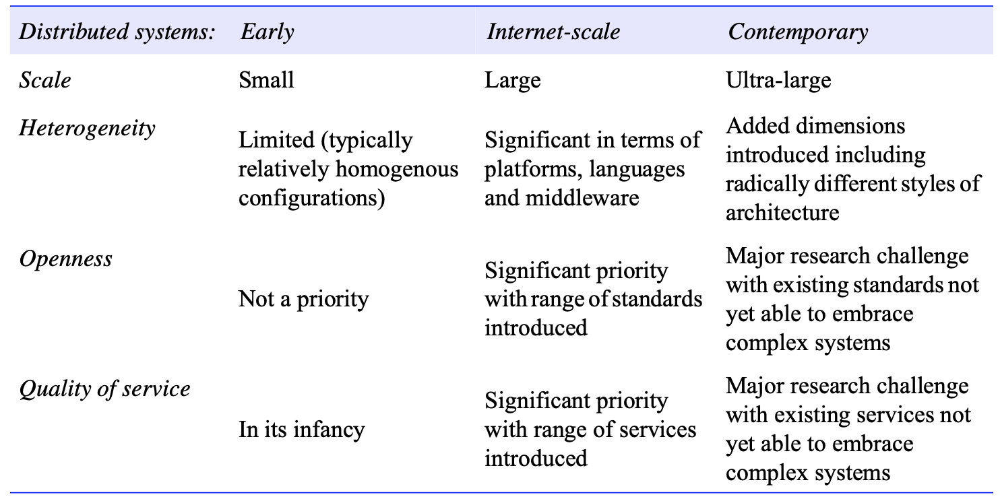 Distributed systems: Early Internet-scale Contemporary
Scale Small Large Ultra-large
Heterogeneity
Limited (typically
relatively homogenous
configurations)
Significant in terms of
platforms, languages
and middleware
Added dimensions
introduced including
radically different styles of
architecture
Openness
Not a priority
Significant priority
with range of standards
introduced
Major research challenge
with existing standards not
yet able to embrace
complex systems
Quality of service
In its infancy
Significant priority
with range of services
introduced
Major research challenge
with existing services not
yet able to embrace
complex systems